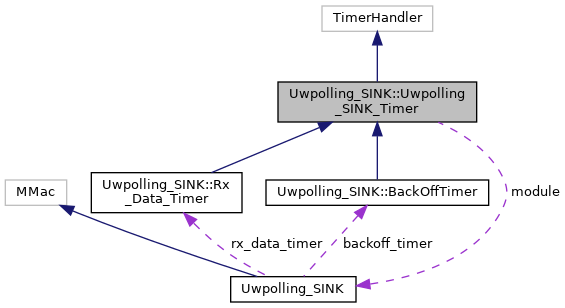 TimerHandler
Uwpolling_SINK::Uwpolling
_SINK_Timer
MMac
Uwpolling_SINK::Rx
_Data_Timer
Uwpolling_SINK::BackOffTimer
module
rx_data_timer
backoff_timer
Uwpolling_SINK